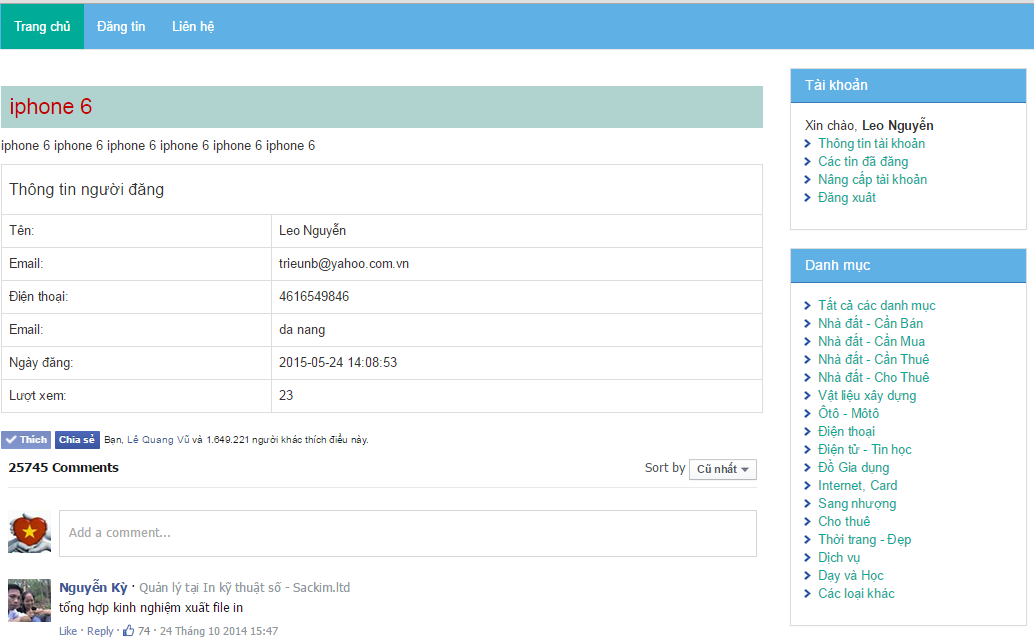 Trang chủ Đăng tin Liên hệ
iphone 6
iphone 6 iphone 6 iphone 6 iphone 6 iphone 6 iphone 6
Thông tin người đăng
Tên: Leo Nguyễn
Email: trieunb@yahoo.com.vn
Điện thoại: 4616549846
Email: da nang
Ngày đăng: 2015-05-24 14:08:53
Lượt xem: 23
Thích Chia sẻ Bạn, Lê Quang Vũ và 1.649.221 người khác thích điều này.
25745 Comments Sort by Cũ nhất
Add a comment...
Nguyễn Kỳ · Quản lý tại In kỹ thuật số - Sackim.ltd
tổng hợp kinh nghiệm xuất file in
Like · Reply · 74 · 24 Tháng 10 2014 15:47
Tài khoản
Xin chào, Leo Nguyễn
Thông tin tài khoản
Các tin đã đăng
Nâng cấp tài khoản
Đăng xuât
Danh mục
Tất cả các danh mục
Nhà đất - Cần Bán
Nhà đất - Cần Mua
Nhà đất - Cần Thuê
Nhà đất - Cho Thuê
Vật liệu xây dựng
Ôtô - Môtô
Điện thoại
Điện tử - Tin học
Đồ Gia dụng
Internet, Card
Sang nhượng
Cho thuê
Thời trang - Đẹp
Dịch vụ
Dạy và Học
Các loại khác